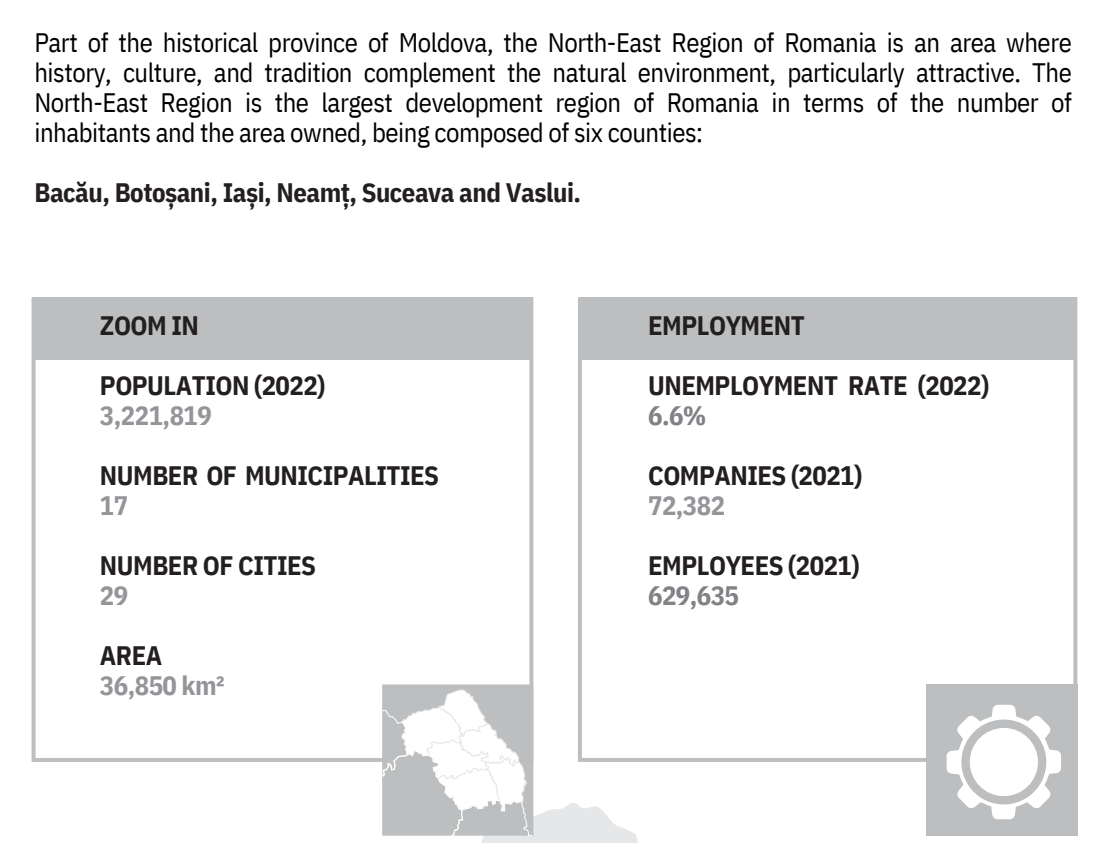 Part of the historical province of Moldova, the North-East Region of Romania is an area where
history, culture, and tradition complement the natural environment, particularly attractive. The
North-East Region is the largest development region of Romania in terms of the number of
inhabitants and the area owned, being composed of six counties:
Bacău, Botoșani, Iași, Neamț, Suceava and Vaslui.
ZOOM IN
POPULATION (2022)
3,221,819
NUMBER OF MUNICIPALITIES
17
NUMBER OF CITIES
29
AREA
36,850 km²
EMPLOYMENT
UNEMPLOYMENT RATE (2022)
6.6%
COMPANIES (2021)
72,382
EMPLOYEES (2021)
629,635